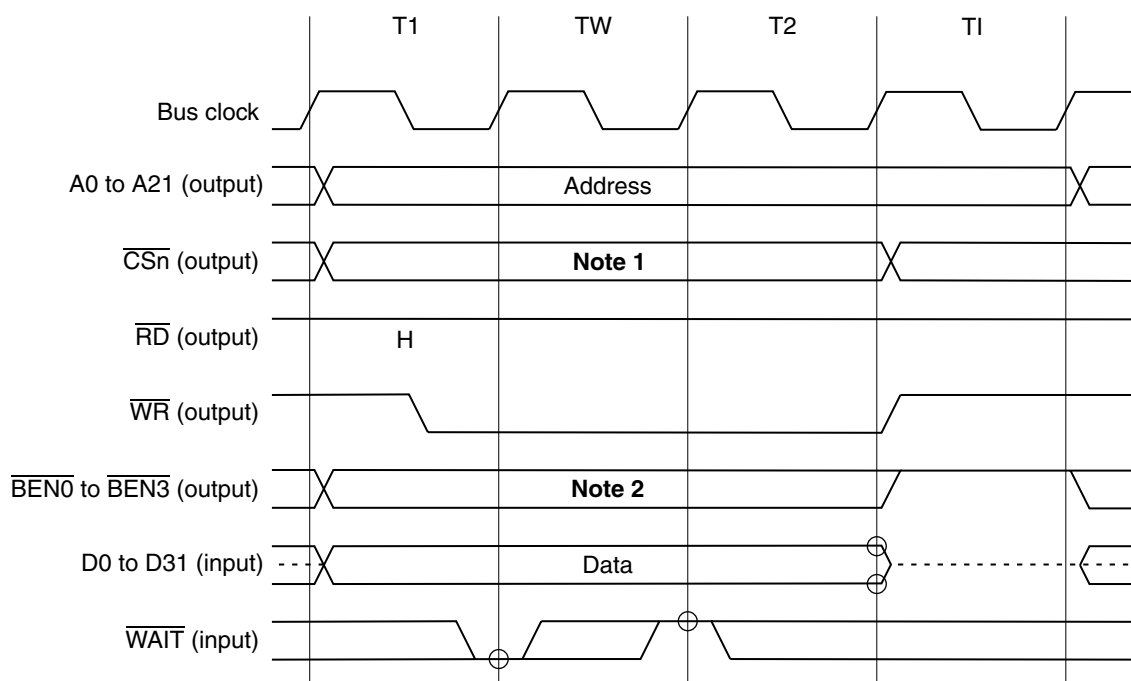 T1 TW T2 TI
Bus clock
A0 to A21 (output) Address
CSn (output) Note 1
RD (output) H
WR (output)
BEN0 to BEN3 (output) Note 2
D0 to D31 (input) Data
WAIT (input)